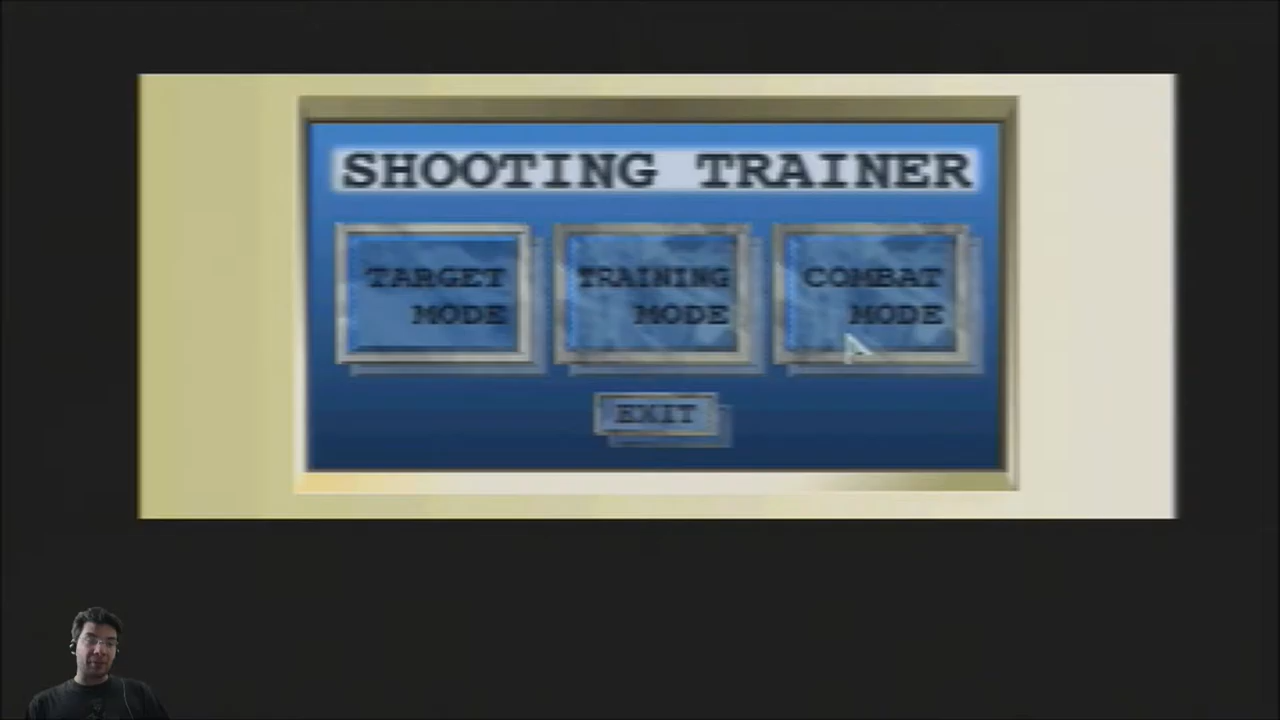 SHOOTING TRAINER
TARGET
MODE
TRAINING
MODE
COMBAT
MODE
EXIT